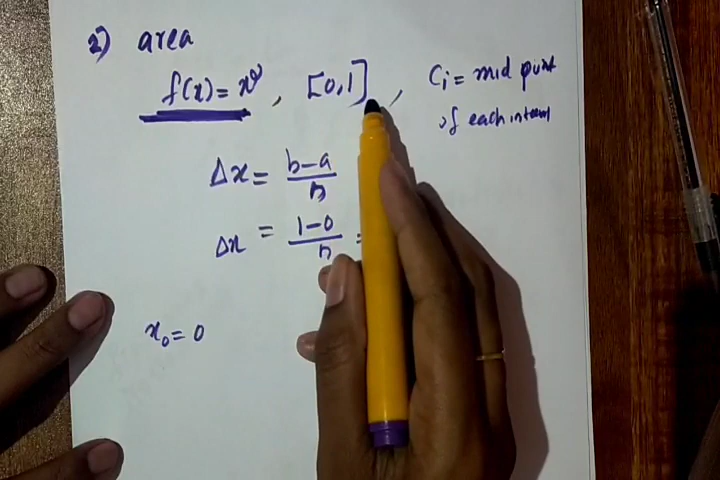 2) area
f(x) = x² , [0,1] , Ci = mid point
of each interval
Δx = b-a/n
Δx = 1-0/n =
x₀ = 0